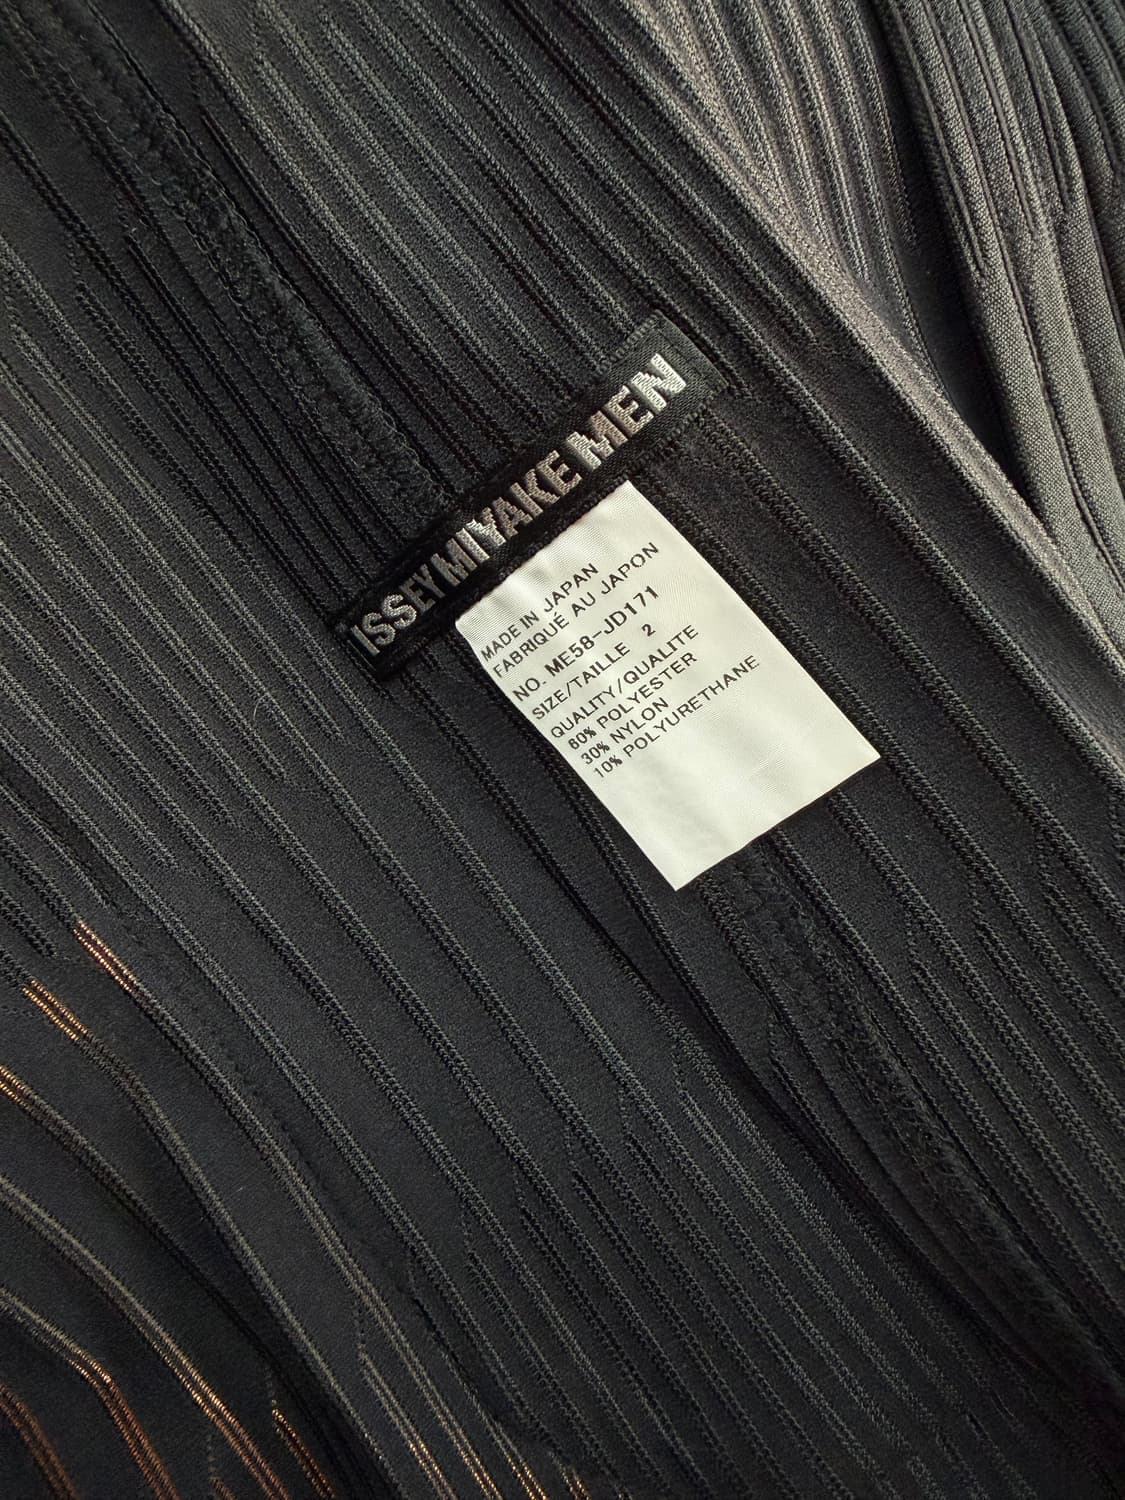 ISSEY MIYAKE MEN
MADE IN JAPAN
FABRIQUÉ AU JAPON
NO. ME58-JD171
SIZE/TAILLE 2
QUALITY/QUALITE
60% POLYESTER
30% NYLON
10% POLYURETHANE